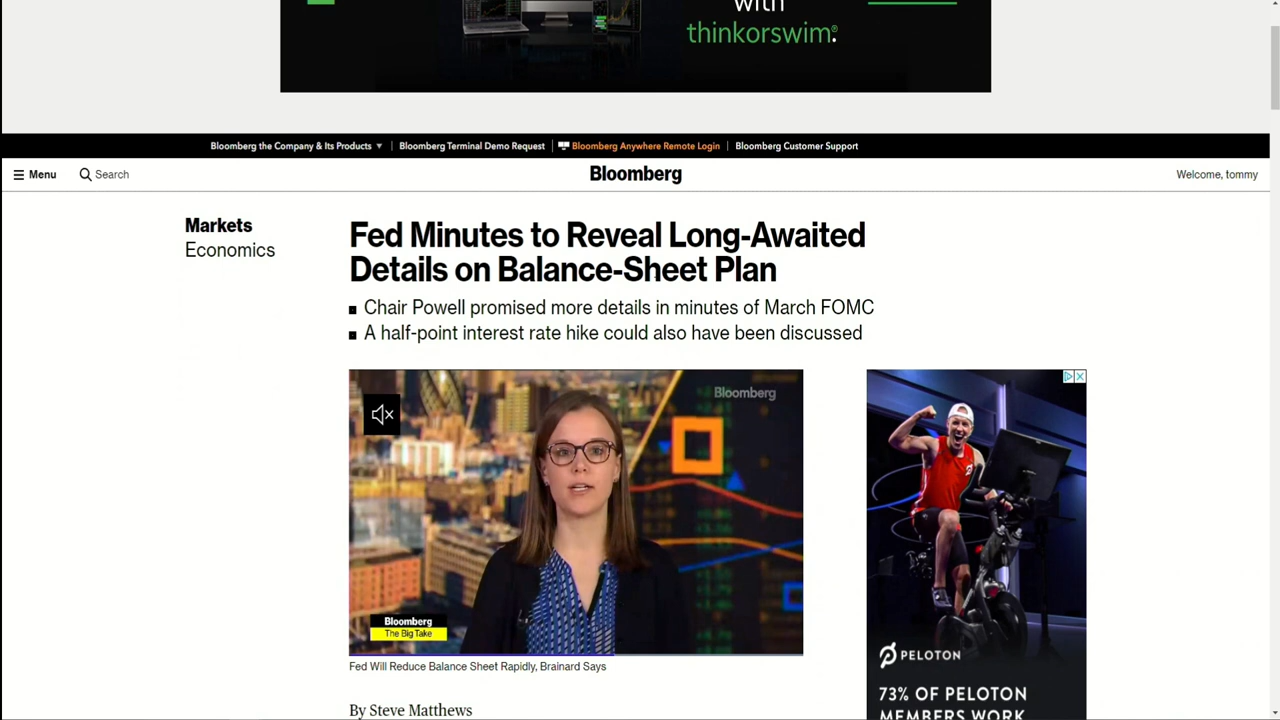 with
thinkorswim®:
Bloomberg the Company & Its Products ▼ | Bloomberg Terminal Demo Request | Bloomberg Anywhere Remote Login | Bloomberg Customer Support
Menu
Search
Bloomberg
Welcome, tommy
Markets
Economics
Fed Minutes to Reveal Long-Awaited
Details on Balance-Sheet Plan
Chair Powell promised more details in minutes of March FOMC
A half-point interest rate hike could also have been discussed
Bloomberg
Bloomberg
The Big Take
Fed Will Reduce Balance Sheet Rapidly, Brainard Says
By Steve Matthews
PELOTON
73% OF PELOTON
MEMBERS WORK